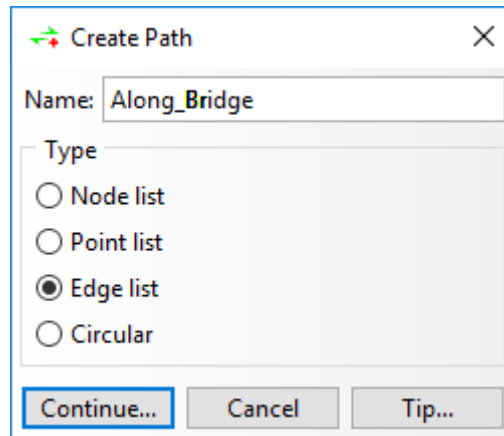 Create Path
Name: Along_Bridge
Type
Node list
Point list
Edge list
Circular
Continue... Cancel Tip...